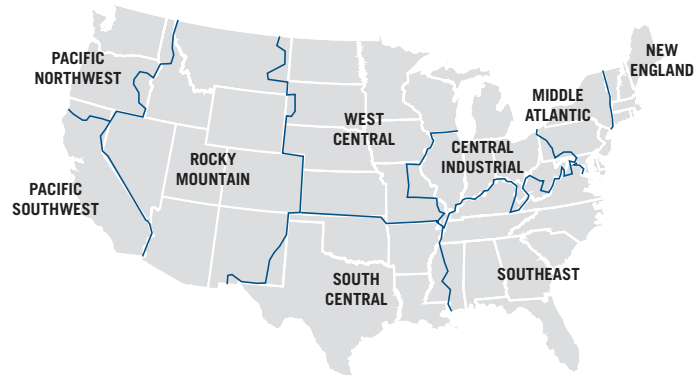 PACIFIC
NORTHWEST
NEW
ENGLAND
MIDDLE
ATLANTIC
WEST
CENTRAL
CENTRAL
INDUSTRIAL
ROCKY
MOUNTAIN
PACIFIC
SOUTHWEST
SOUTH
CENTRAL
SOUTHEAST